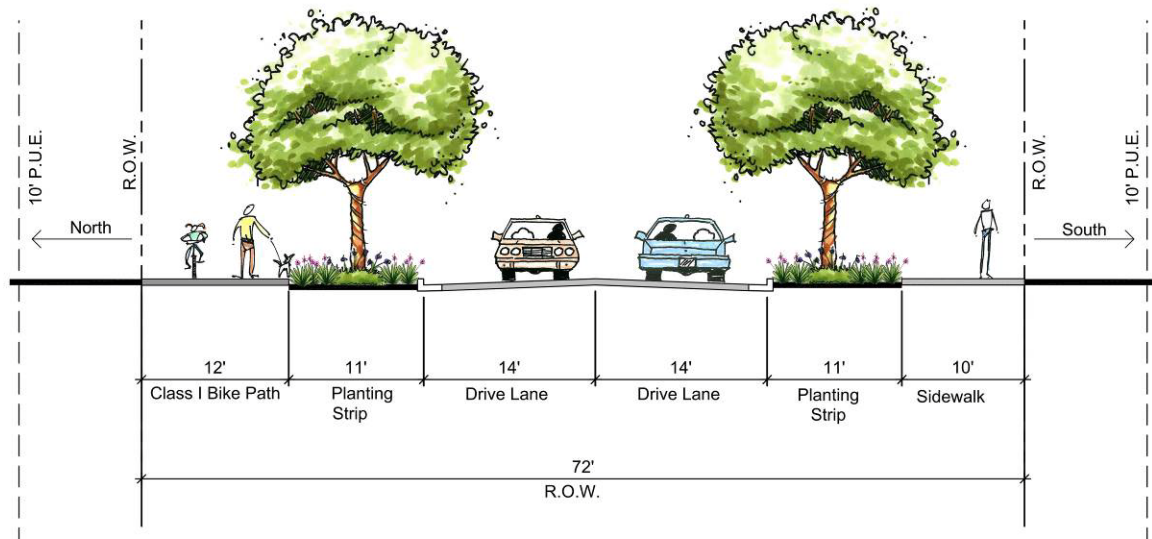 10' P.U.E.
R.O.W.
North
R.O.W.
10' P.U.E.
South
12'
11'
14'
14'
11'
10'
Class I Bike Path
Planting
Strip
Drive Lane
Drive Lane
Planting
Strip
Sidewalk
72'
R.O.W.